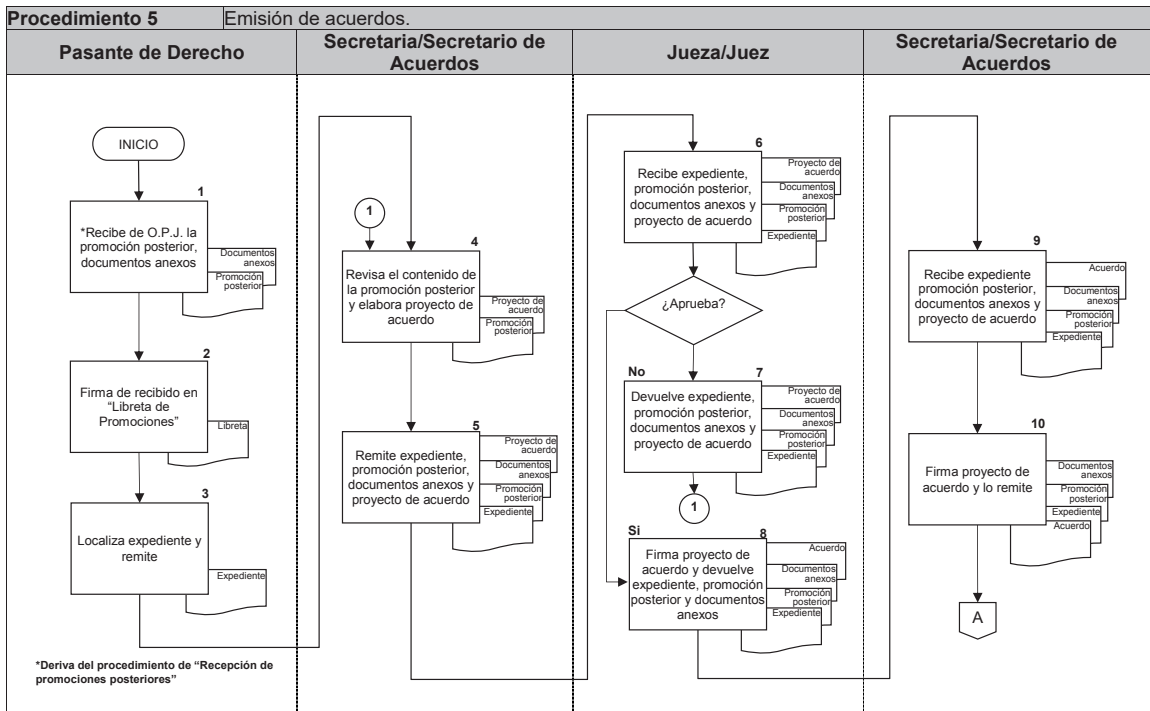 Procedimiento 5
Emisión de acuerdos.
Pasante de Derecho
Secretaria/Secretario de
Acuerdos
Jueza/Juez
Secretaria/Secretario de
Acuerdos
INICIO
1
*Recibe de O.P.J. la
promoción posterior,
documentos anexos
Documentos
anexos
Promoción
posterior
2
Firma de recibido en
“Libreta de
Promociones”
Libreta
3
Localiza expediente y
remite
Expediente
*Deriva del procedimiento de “Recepción de
promociones posteriores”
1
4
Revisa el contenido de
la promoción posterior
y elabora proyecto de
acuerdo
Proyecto de
acuerdo
Promoción
posterior
5
Remite expediente,
promoción posterior,
documentos anexos y
proyecto de acuerdo
Proyecto de
acuerdo
Documentos
anexos
Promoción
posterior
Expediente
6
Recibe expediente,
promoción posterior,
documentos anexos y
proyecto de acuerdo
Proyecto de
acuerdo
Documentos
anexos
Promoción
posterior
Expediente
¿Aprueba?
No
7
Devuelve expediente,
promoción posterior,
documentos anexos y
proyecto de acuerdo
Proyecto de
acuerdo
Documentos
anexos
Promoción
posterior
Expediente
1
Si
8
Firma proyecto de
acuerdo y devuelve
expediente, promoción
posterior y documentos
anexos
Acuerdo
Documentos
anexos
Promoción
posterior
Expediente
9
Recibe expediente
promoción posterior,
documentos anexos y
proyecto de acuerdo
Acuerdo
Documentos
anexos
Promoción
posterior
Expediente
10
Firma proyecto de
acuerdo y lo remite
Documentos
anexos
Promoción
posterior
Expediente
Acuerdo
A